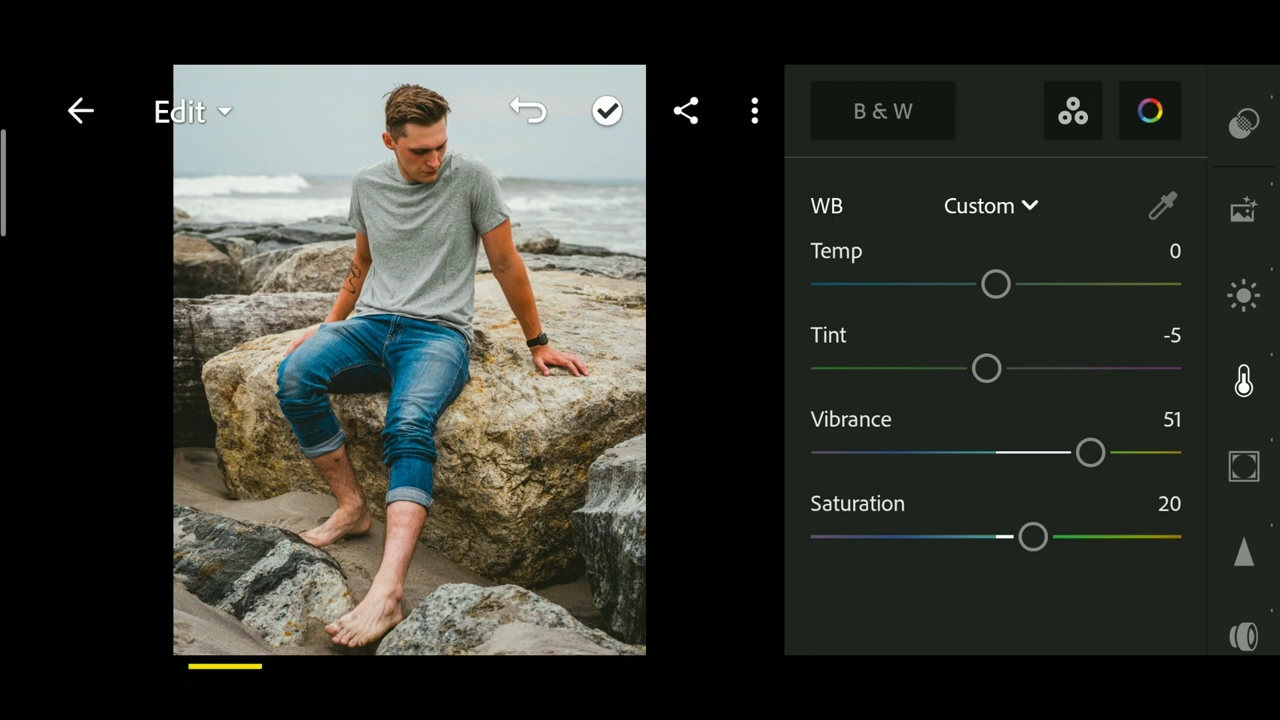 Edit
B & W
WB Custom
Temp 0
Tint -5
Vibrance 51
Saturation 20